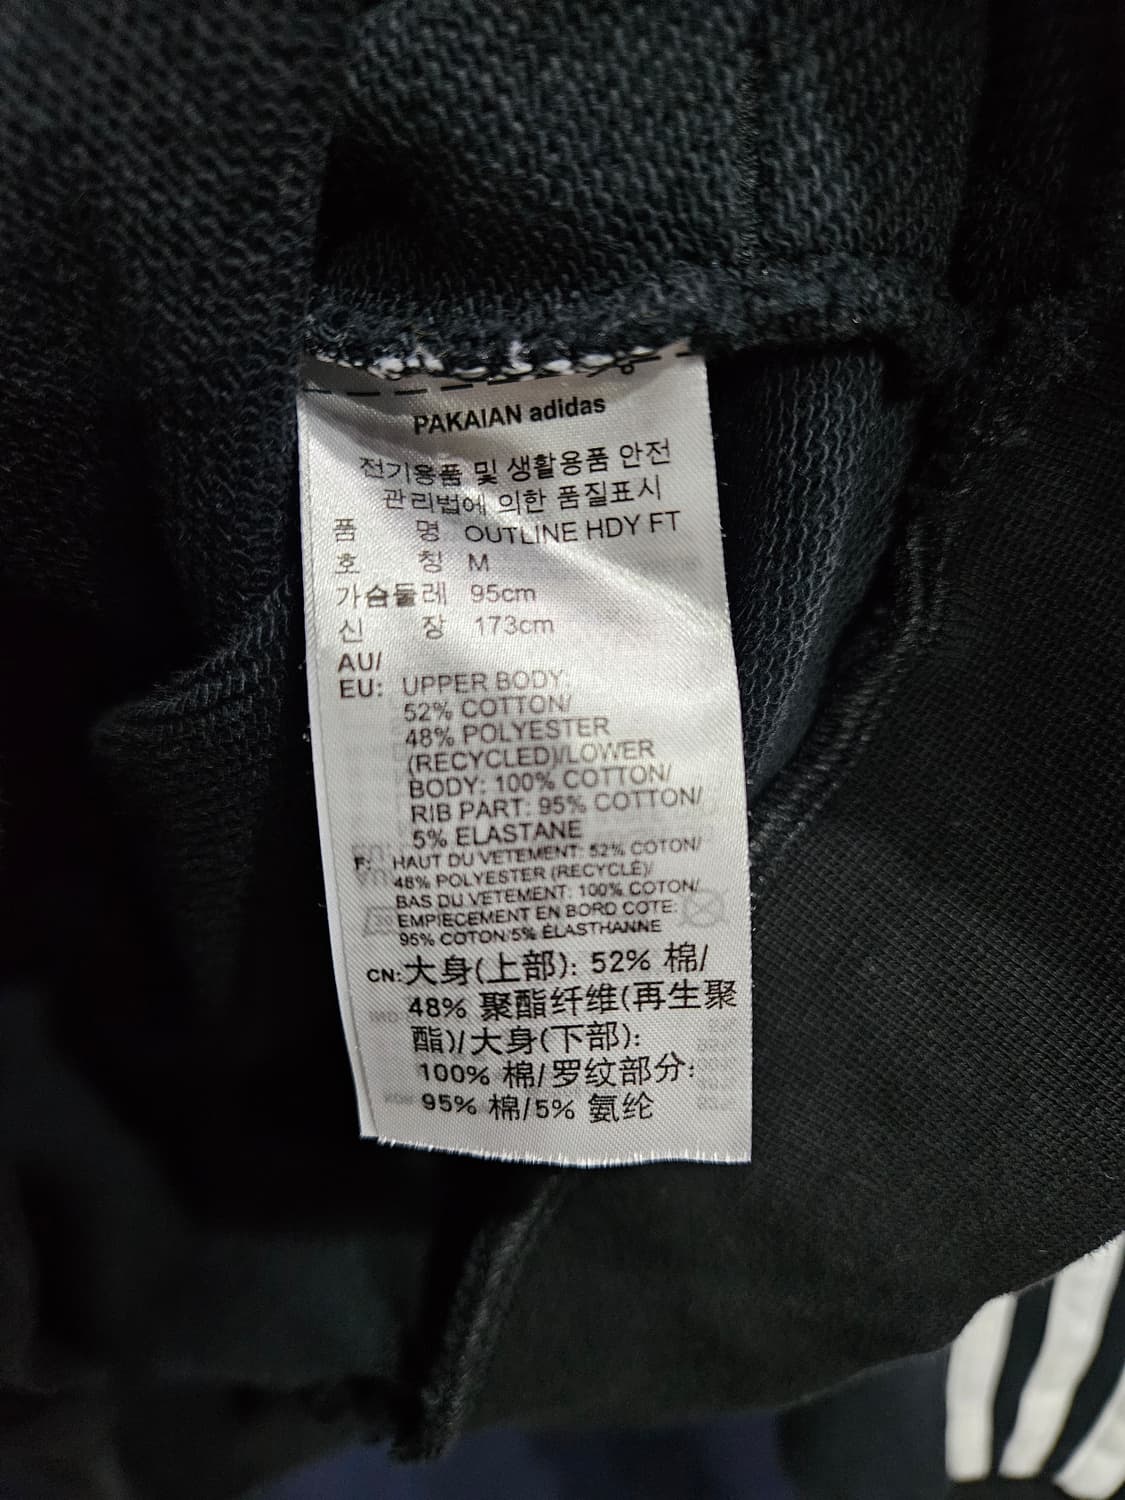 PAKAIAN adidas
전기용품 및 생활용품 안전
관리법에 의한 품질표시
품 명 OUTLINE HDY FT
호 칭 M
가슴둘레 95cm
신 장 173cm
AU/
EU: UPPER BODY:
52% COTTON/
48% POLYESTER
(RECYCLED)/LOWER
BODY: 100% COTTON/
RIB PART: 95% COTTON/
5% ELASTANE
F: HAUT DU VETEMENT: 52% COTON/
48% POLYESTER (RECYCLÉ)/
BAS DU VETEMENT: 100% COTON/
EMPIECEMENT EN BORD COTE:
95% COTON/5% ÉLASTHANNE
CN: 大身(上部): 52% 棉/
48% 聚酯纤维(再生聚
酯)/大身(下部):
100% 棉/罗纹部分:
95% 棉/5% 氨纶